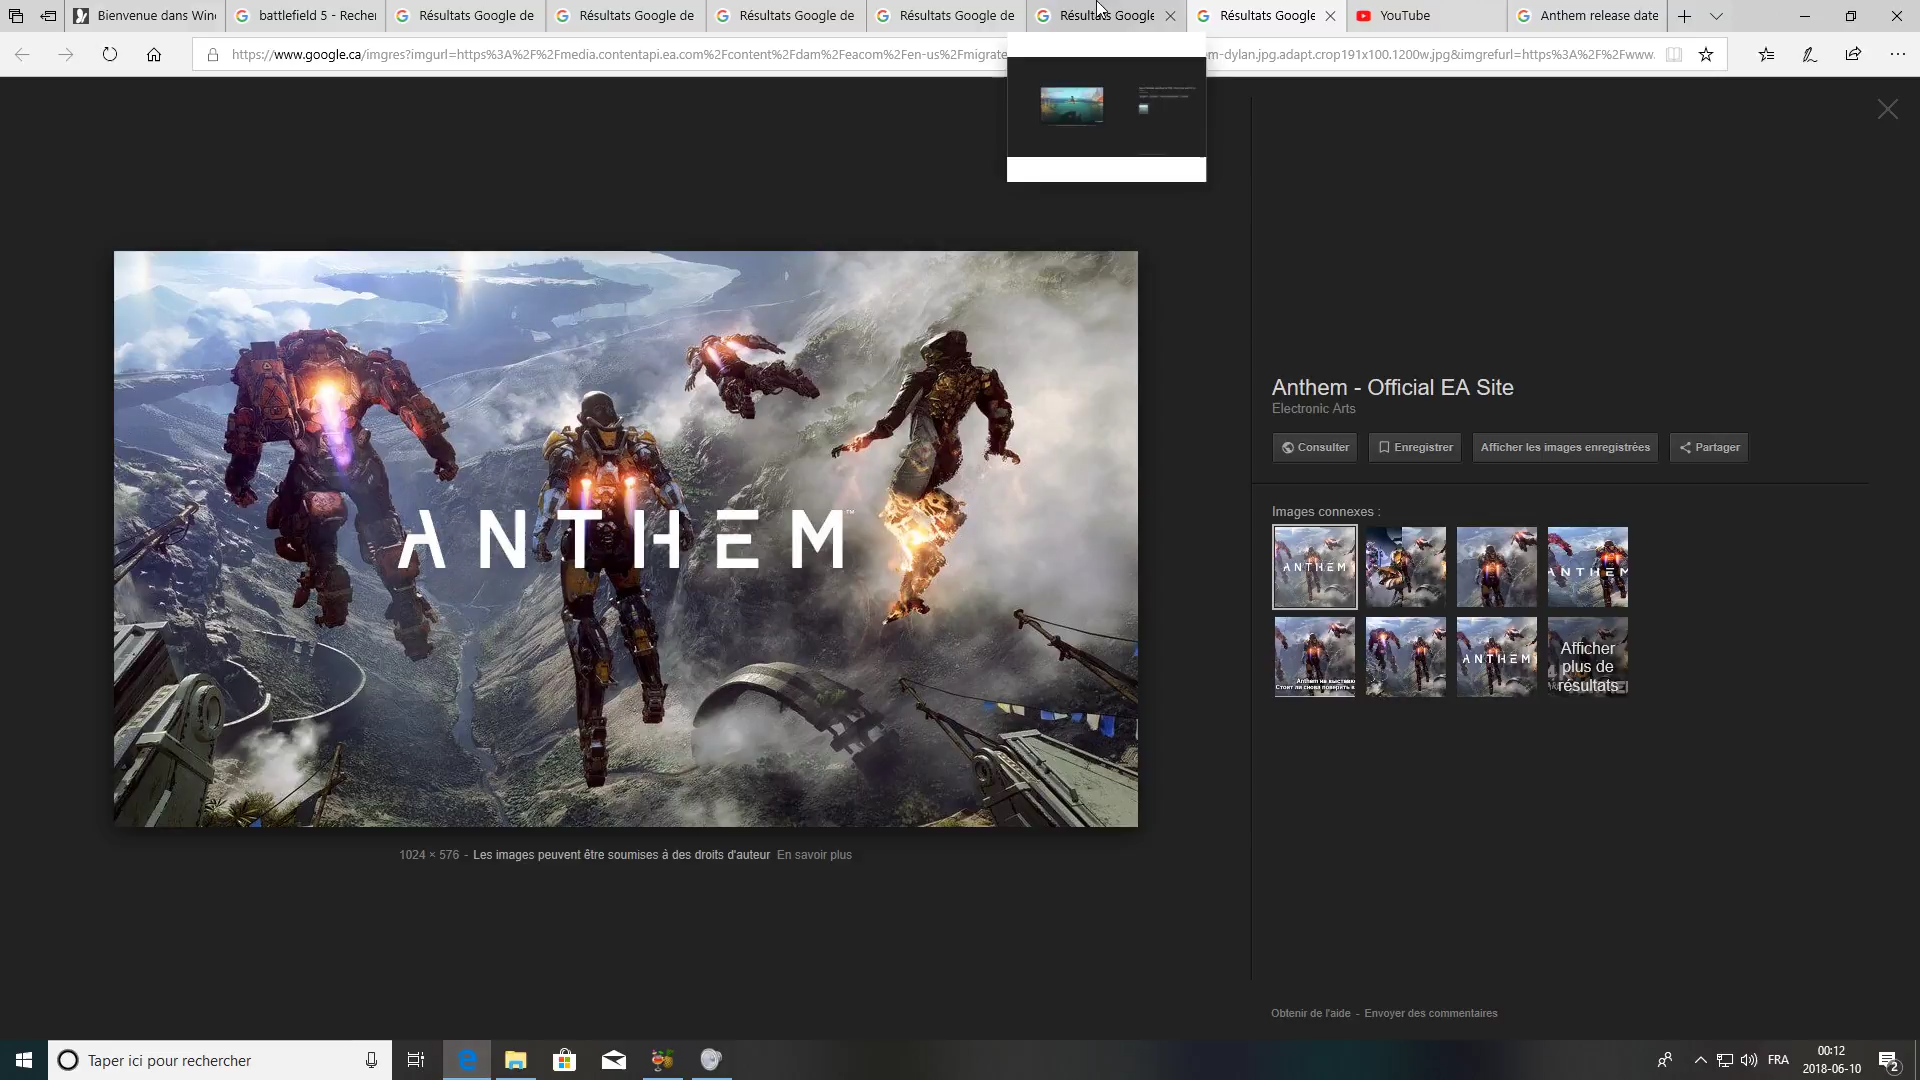 Bienvenue dans Win
battlefield 5 - Recher
Résultats Google de
Résultats Google de
Résultats Google de
Résultats Google de
Résultats Google
Résultats Google
YouTube
Anthem release date
https://www.google.ca/imgres?imgurl=https%3A%2F%2Fmedia.contentapi.ea.com%2Fcontent%2Fdam%2Feacom%2Fen-us%2Fmigrate
m-dylan.jpg.adapt.crop191x100.1200w.jpg&imgrefurl=https%3A%2F%2Fwww.
ANTHEM™
1024 × 576 - Les images peuvent être soumises à des droits d'auteur En savoir plus
Anthem - Official EA Site
Electronic Arts
Consulter
Enregistrer
Afficher les images enregistrées
Partager
Images connexes :
ANTHEM
ANTHEM
Anthem не выставки
ANTHEM
Afficher
plus de
résultats
Obtenir de l'aide - Envoyer des commentaires
Taper ici pour rechercher
FRA
00:12
2018-06-10
2